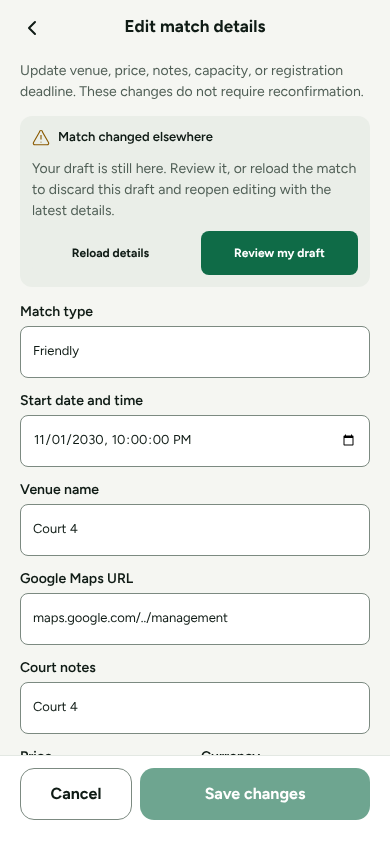 Edit match details
Update venue, price, notes, capacity, or registration
deadline. These changes do not require reconfirmation.
Match changed elsewhere
Your draft is still here. Review it, or reload the match
to discard this draft and reopen editing with the
latest details.
Reload details
Review my draft
Match type
Friendly
Start date and time
11/01/2030, 10:00:00 PM
Venue name
Court 4
Google Maps URL
maps.google.com/../management
Court notes
Court 4
Price
Currency
Cancel
Save changes